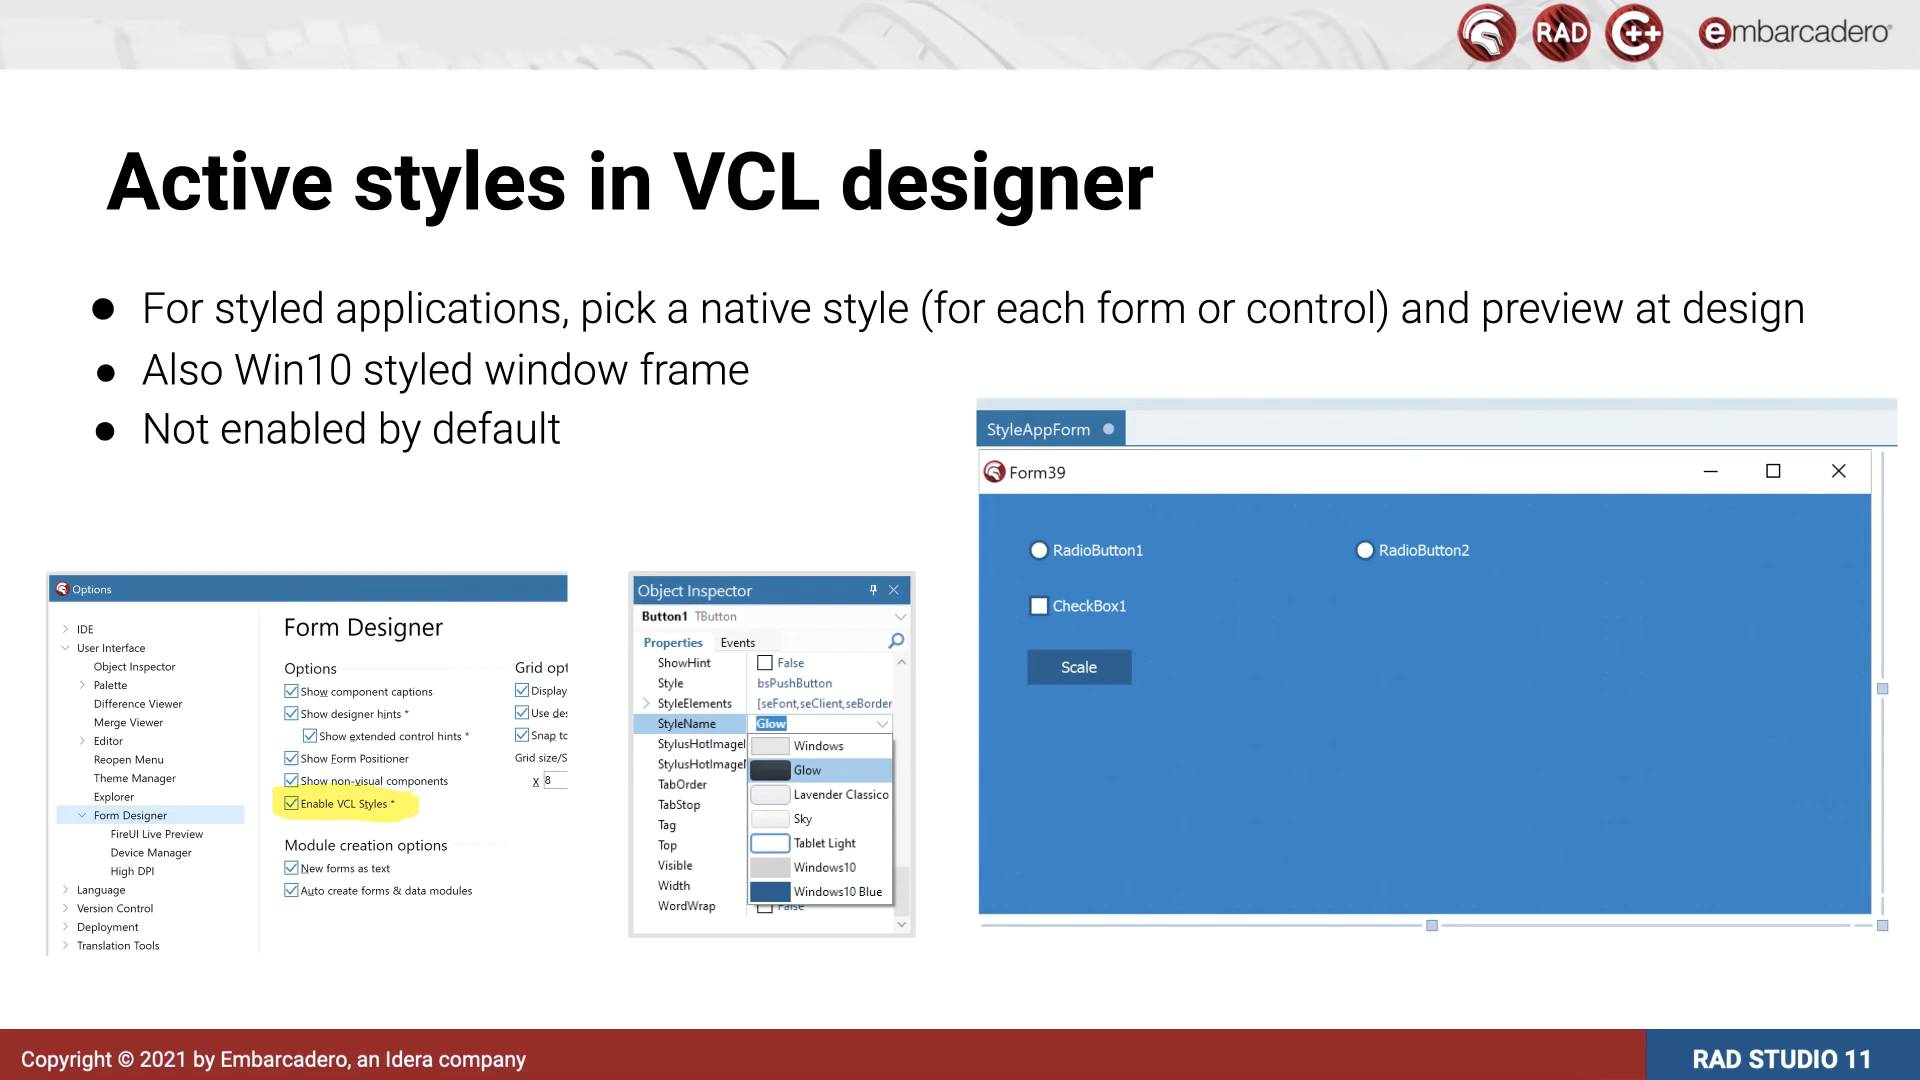 RAD
C++
embarcadero®
Active styles in VCL designer
● For styled applications, pick a native style (for each form or control) and preview at design
● Also Win10 styled window frame
● Not enabled by default
Options
IDE
User Interface
Object Inspector
Palette
Difference Viewer
Merge Viewer
Editor
Reopen Menu
Theme Manager
Explorer
Form Designer
FireUI Live Preview
Device Manager
High DPI
Language
Version Control
Deployment
Translation Tools
Form Designer
Options
Show component captions
Show designer hints *
Show extended control hints *
Show Form Positioner
Show non-visual components
Enable VCL Styles *
Module creation options
New forms as text
Auto create forms & data modules
Grid opt
Display
Use des
Snap to
Grid size/S
X 8
Object Inspector
Button1 TButton
Properties Events
ShowHint False
Style bsPushButton
StyleElements [seFont,seClient,seBorder
StyleName Glow
StylusHotImageI
StylusHotImageN
TabOrder
TabStop
Tag
Top
Visible
Width
WordWrap False
Windows
Glow
Lavender Classico
Sky
Tablet Light
Windows10
Windows10 Blue
StyleAppForm
Form39
RadioButton1 RadioButton2
CheckBox1
Scale
Copyright © 2021 by Embarcadero, an Idera company
RAD STUDIO 11